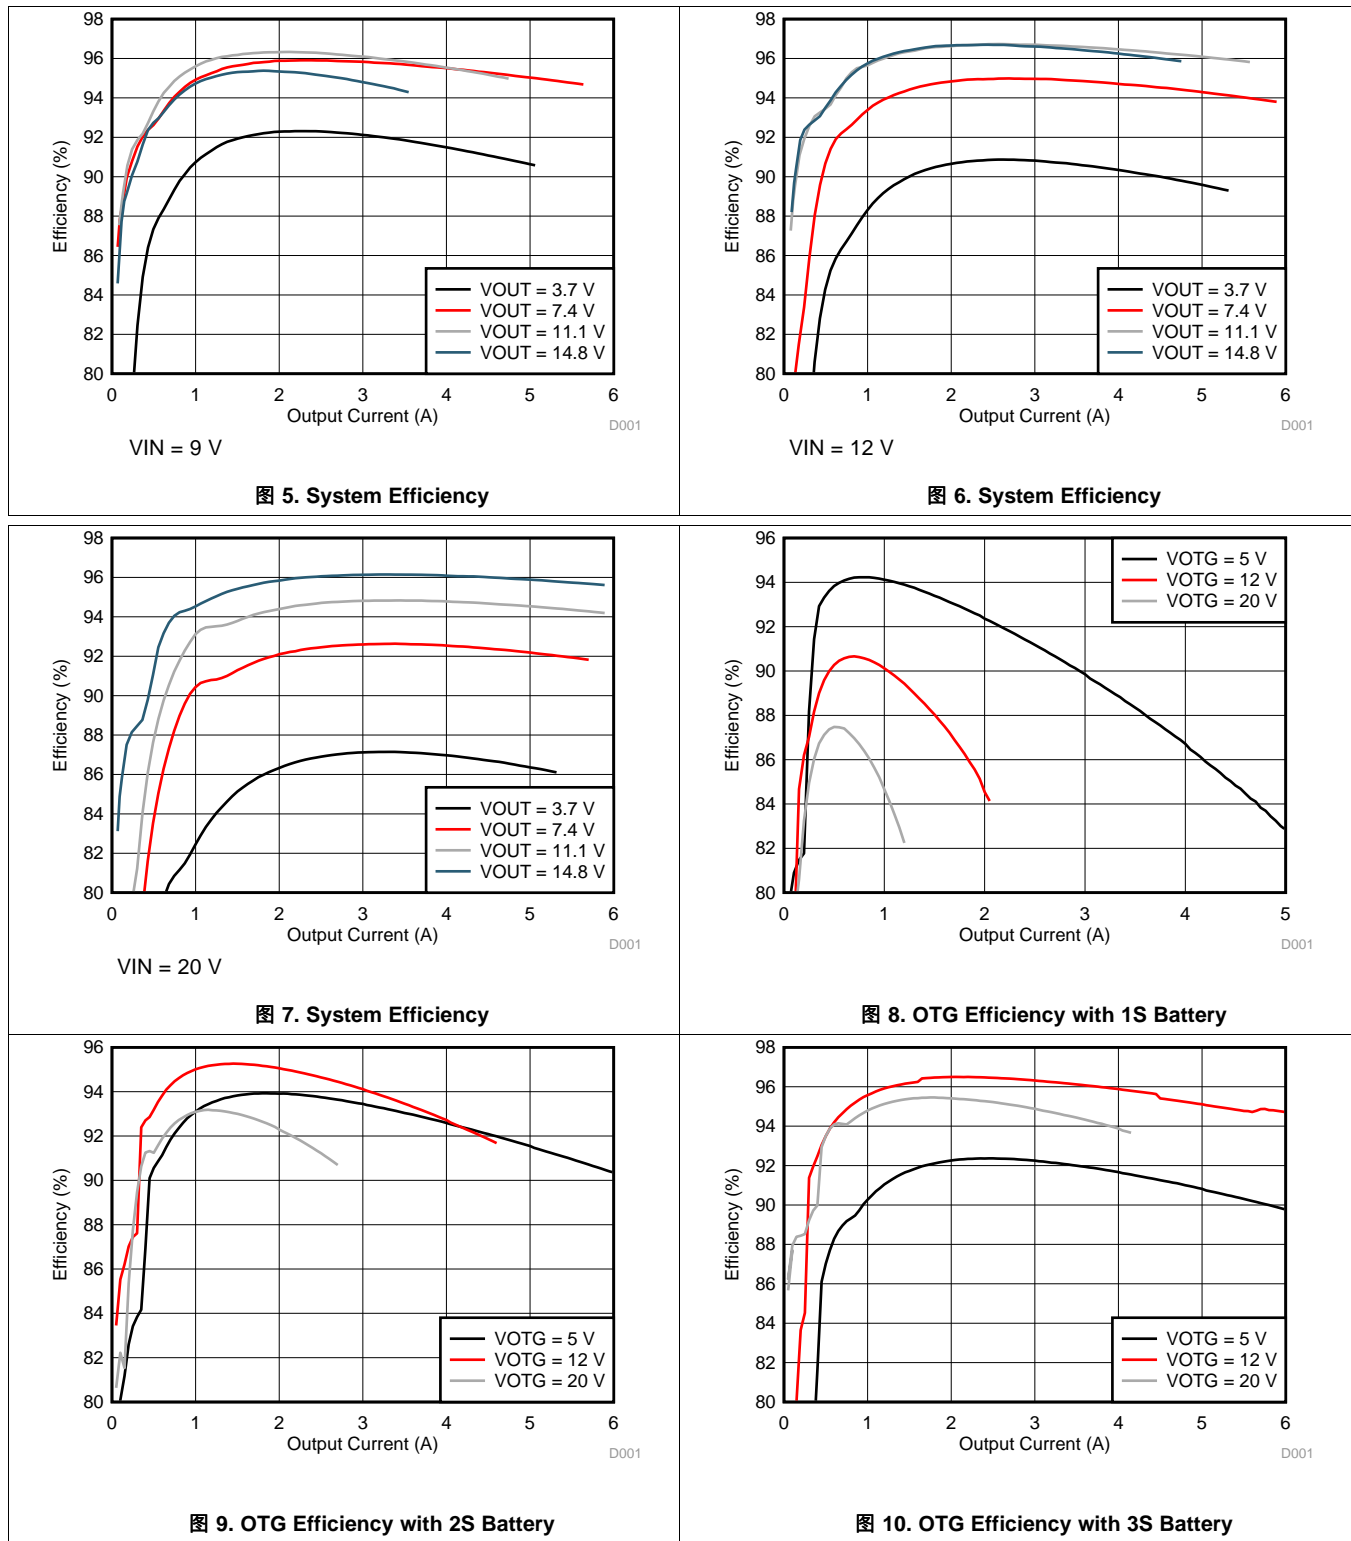 98
96
94
92
90
88
86
84
82
80
Efficiency (%)
0 1 2 3 4 5 6
Output Current (A)
D001
VOUT = 3.7 V
VOUT = 7.4 V
VOUT = 11.1 V
VOUT = 14.8 V
VIN = 9 V
图 5. System Efficiency
98
96
94
92
90
88
86
84
82
80
Efficiency (%)
0 1 2 3 4 5 6
Output Current (A)
D001
VOUT = 3.7 V
VOUT = 7.4 V
VOUT = 11.1 V
VOUT = 14.8 V
VIN = 12 V
图 6. System Efficiency
98
96
94
92
90
88
86
84
82
80
Efficiency (%)
0 1 2 3 4 5 6
Output Current (A)
D001
VOUT = 3.7 V
VOUT = 7.4 V
VOUT = 11.1 V
VOUT = 14.8 V
VIN = 20 V
图 7. System Efficiency
96
94
92
90
88
86
84
82
80
Efficiency (%)
0 1 2 3 4 5
Output Current (A)
D001
VOTG = 5 V
VOTG = 12 V
VOTG = 20 V
图 8. OTG Efficiency with 1S Battery
96
94
92
90
88
86
84
82
80
Efficiency (%)
0 1 2 3 4 5 6
Output Current (A)
D001
VOTG = 5 V
VOTG = 12 V
VOTG = 20 V
图 9. OTG Efficiency with 2S Battery
98
96
94
92
90
88
86
84
82
80
Efficiency (%)
0 1 2 3 4 5 6
Output Current (A)
D001
VOTG = 5 V
VOTG = 12 V
VOTG = 20 V
图 10. OTG Efficiency with 3S Battery